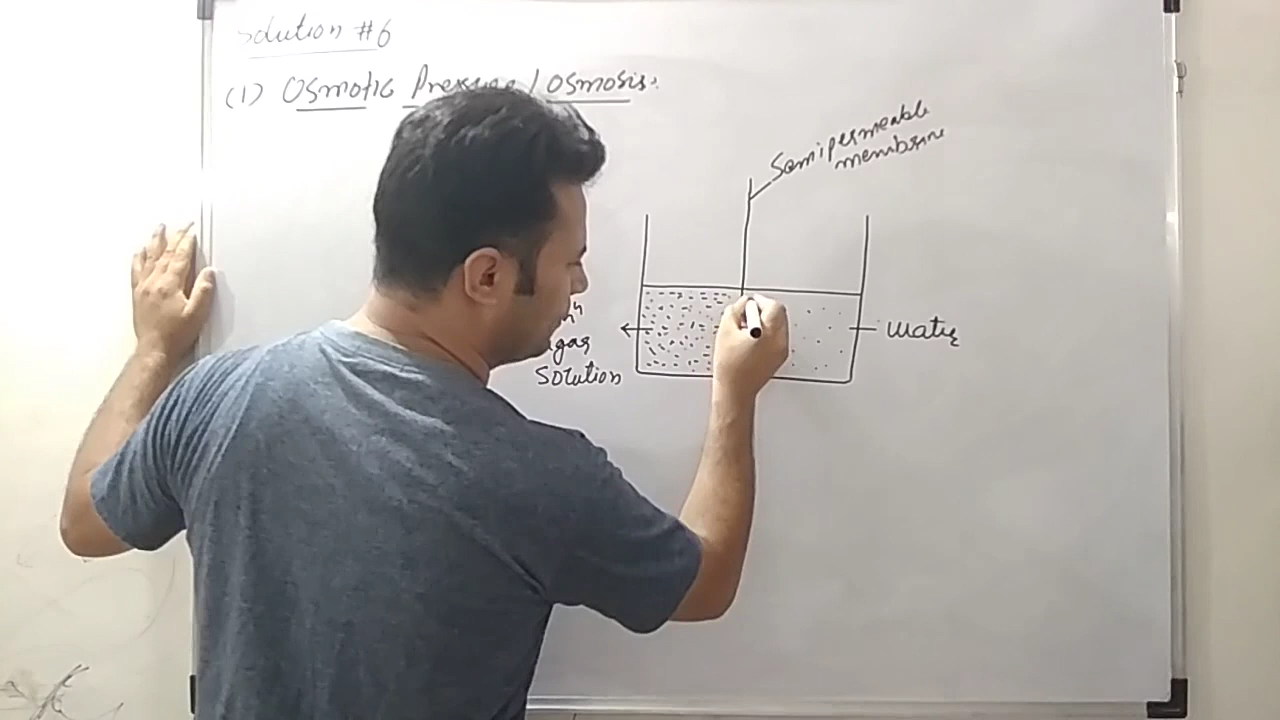 Solution #6
(1) Osmotic Pressure / Osmosis.
Semipermeable
membrane
water
Solution